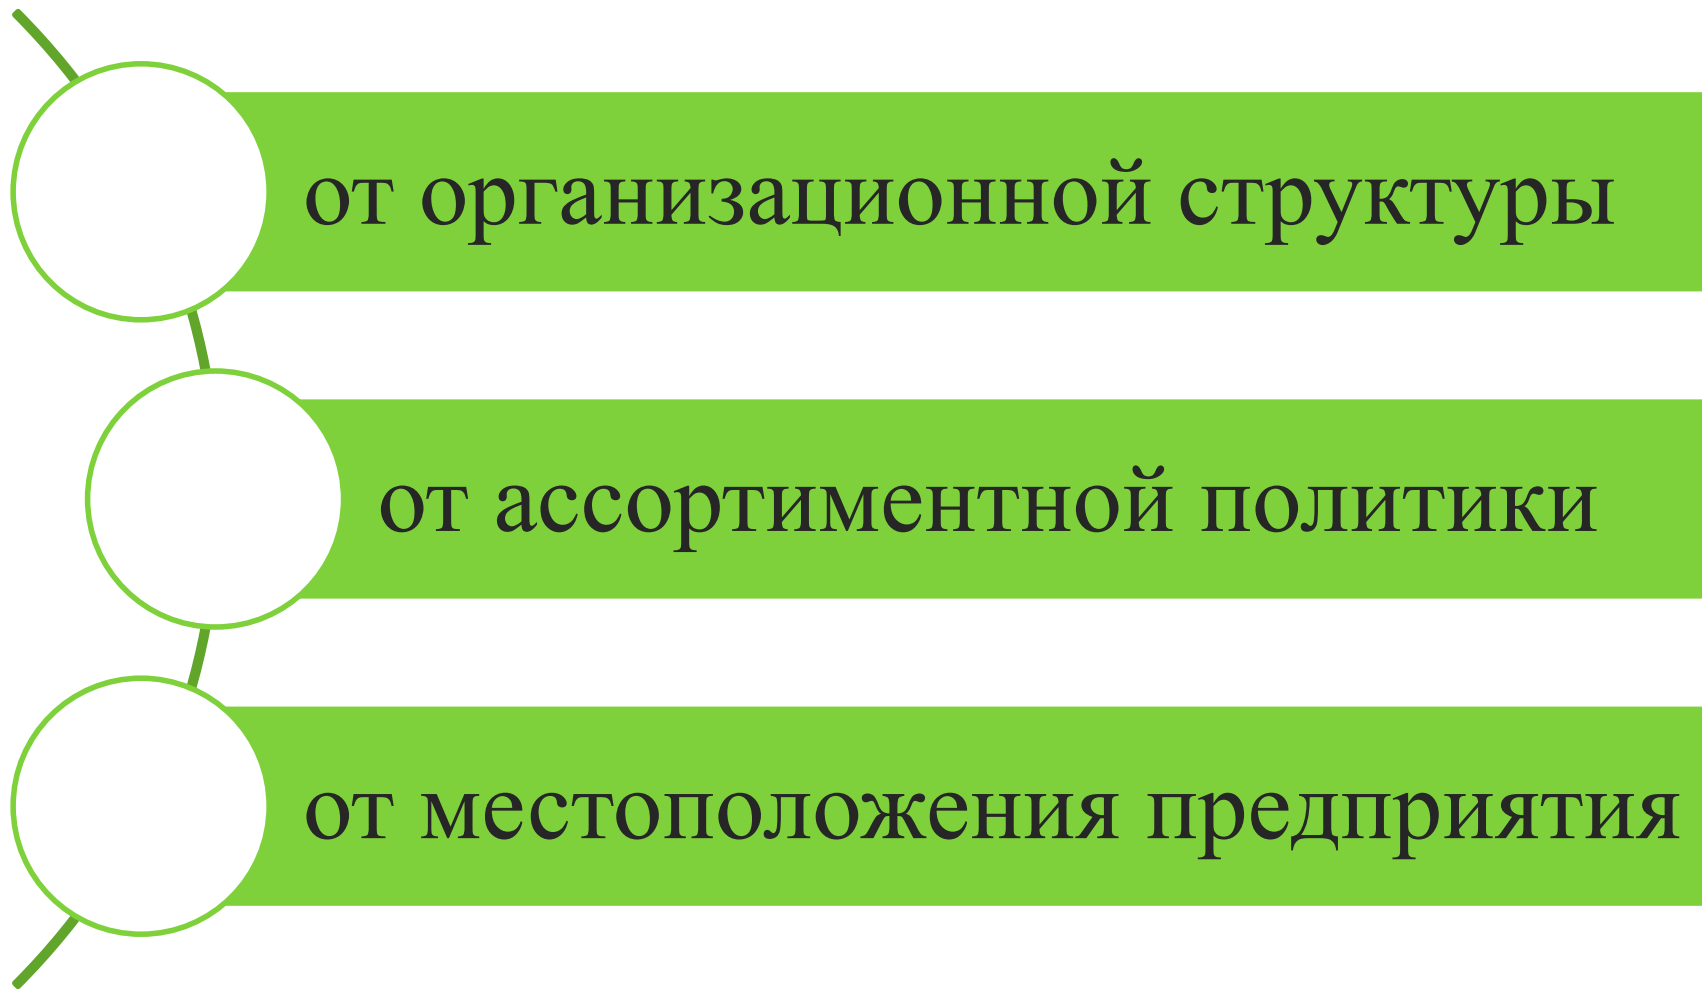 от организационной структуры
от ассортиментной политики
от местоположения предприятия